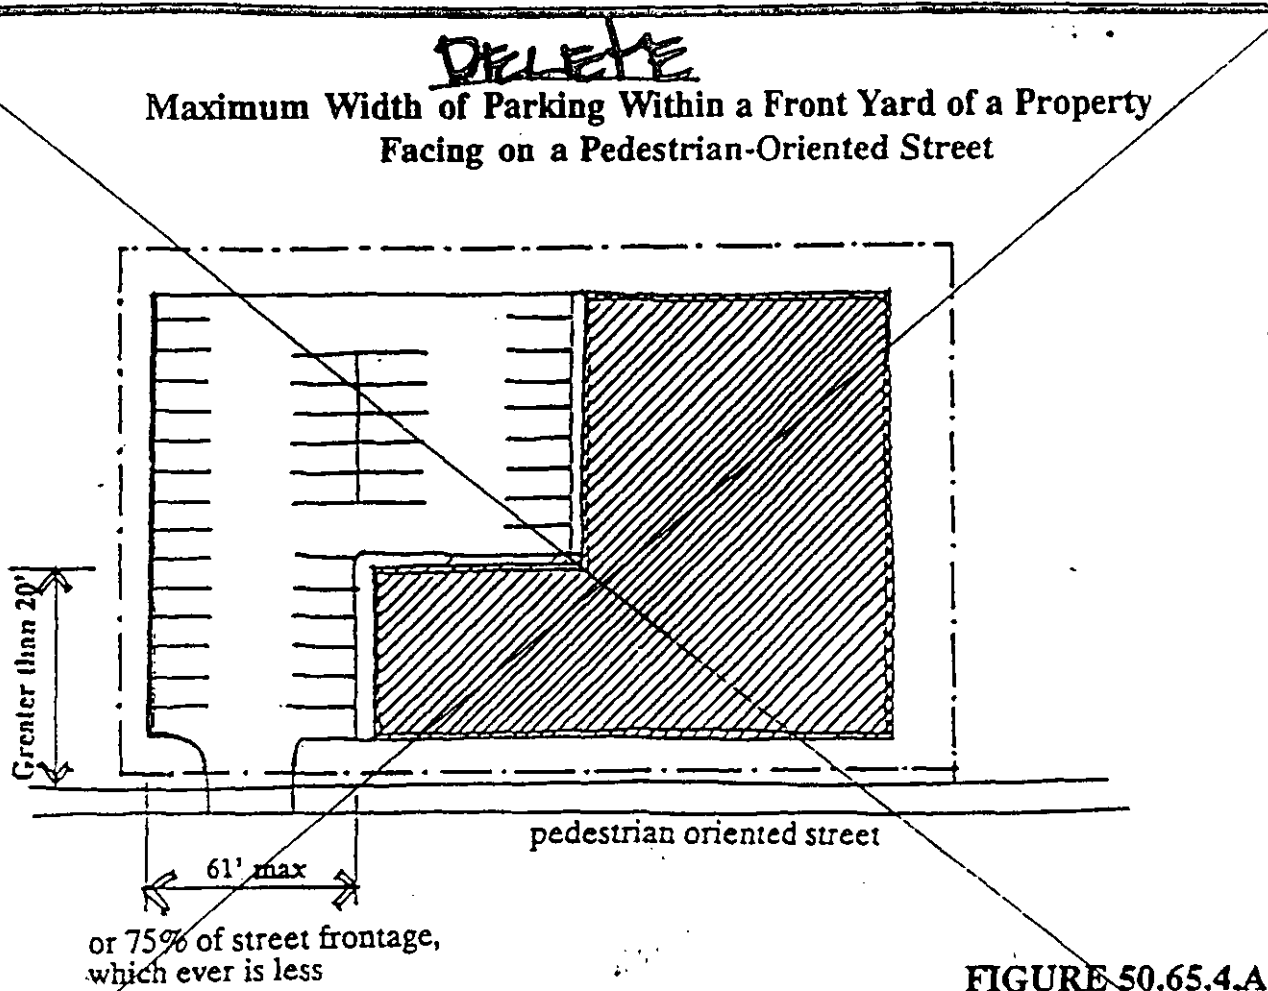 DELETE
Maximum Width of Parking Within a Front Yard of a Property
Facing on a Pedestrian-Oriented Street
Greater than 20'
pedestrian oriented street
61' max
or 75% of street frontage,
which ever is less
FIGURE 50.65.4.A